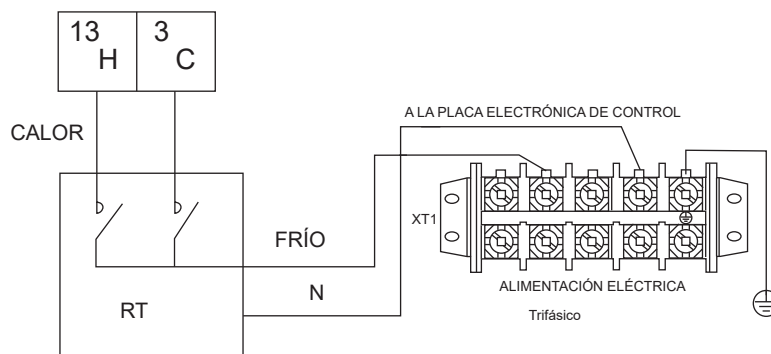 13 3
H C
A LA PLACA ELECTRÓNICA DE CONTROL
CALOR
XT1
FRÍO
ALIMENTACIÓN ELÉCTRICA
N
RT
Trifásico